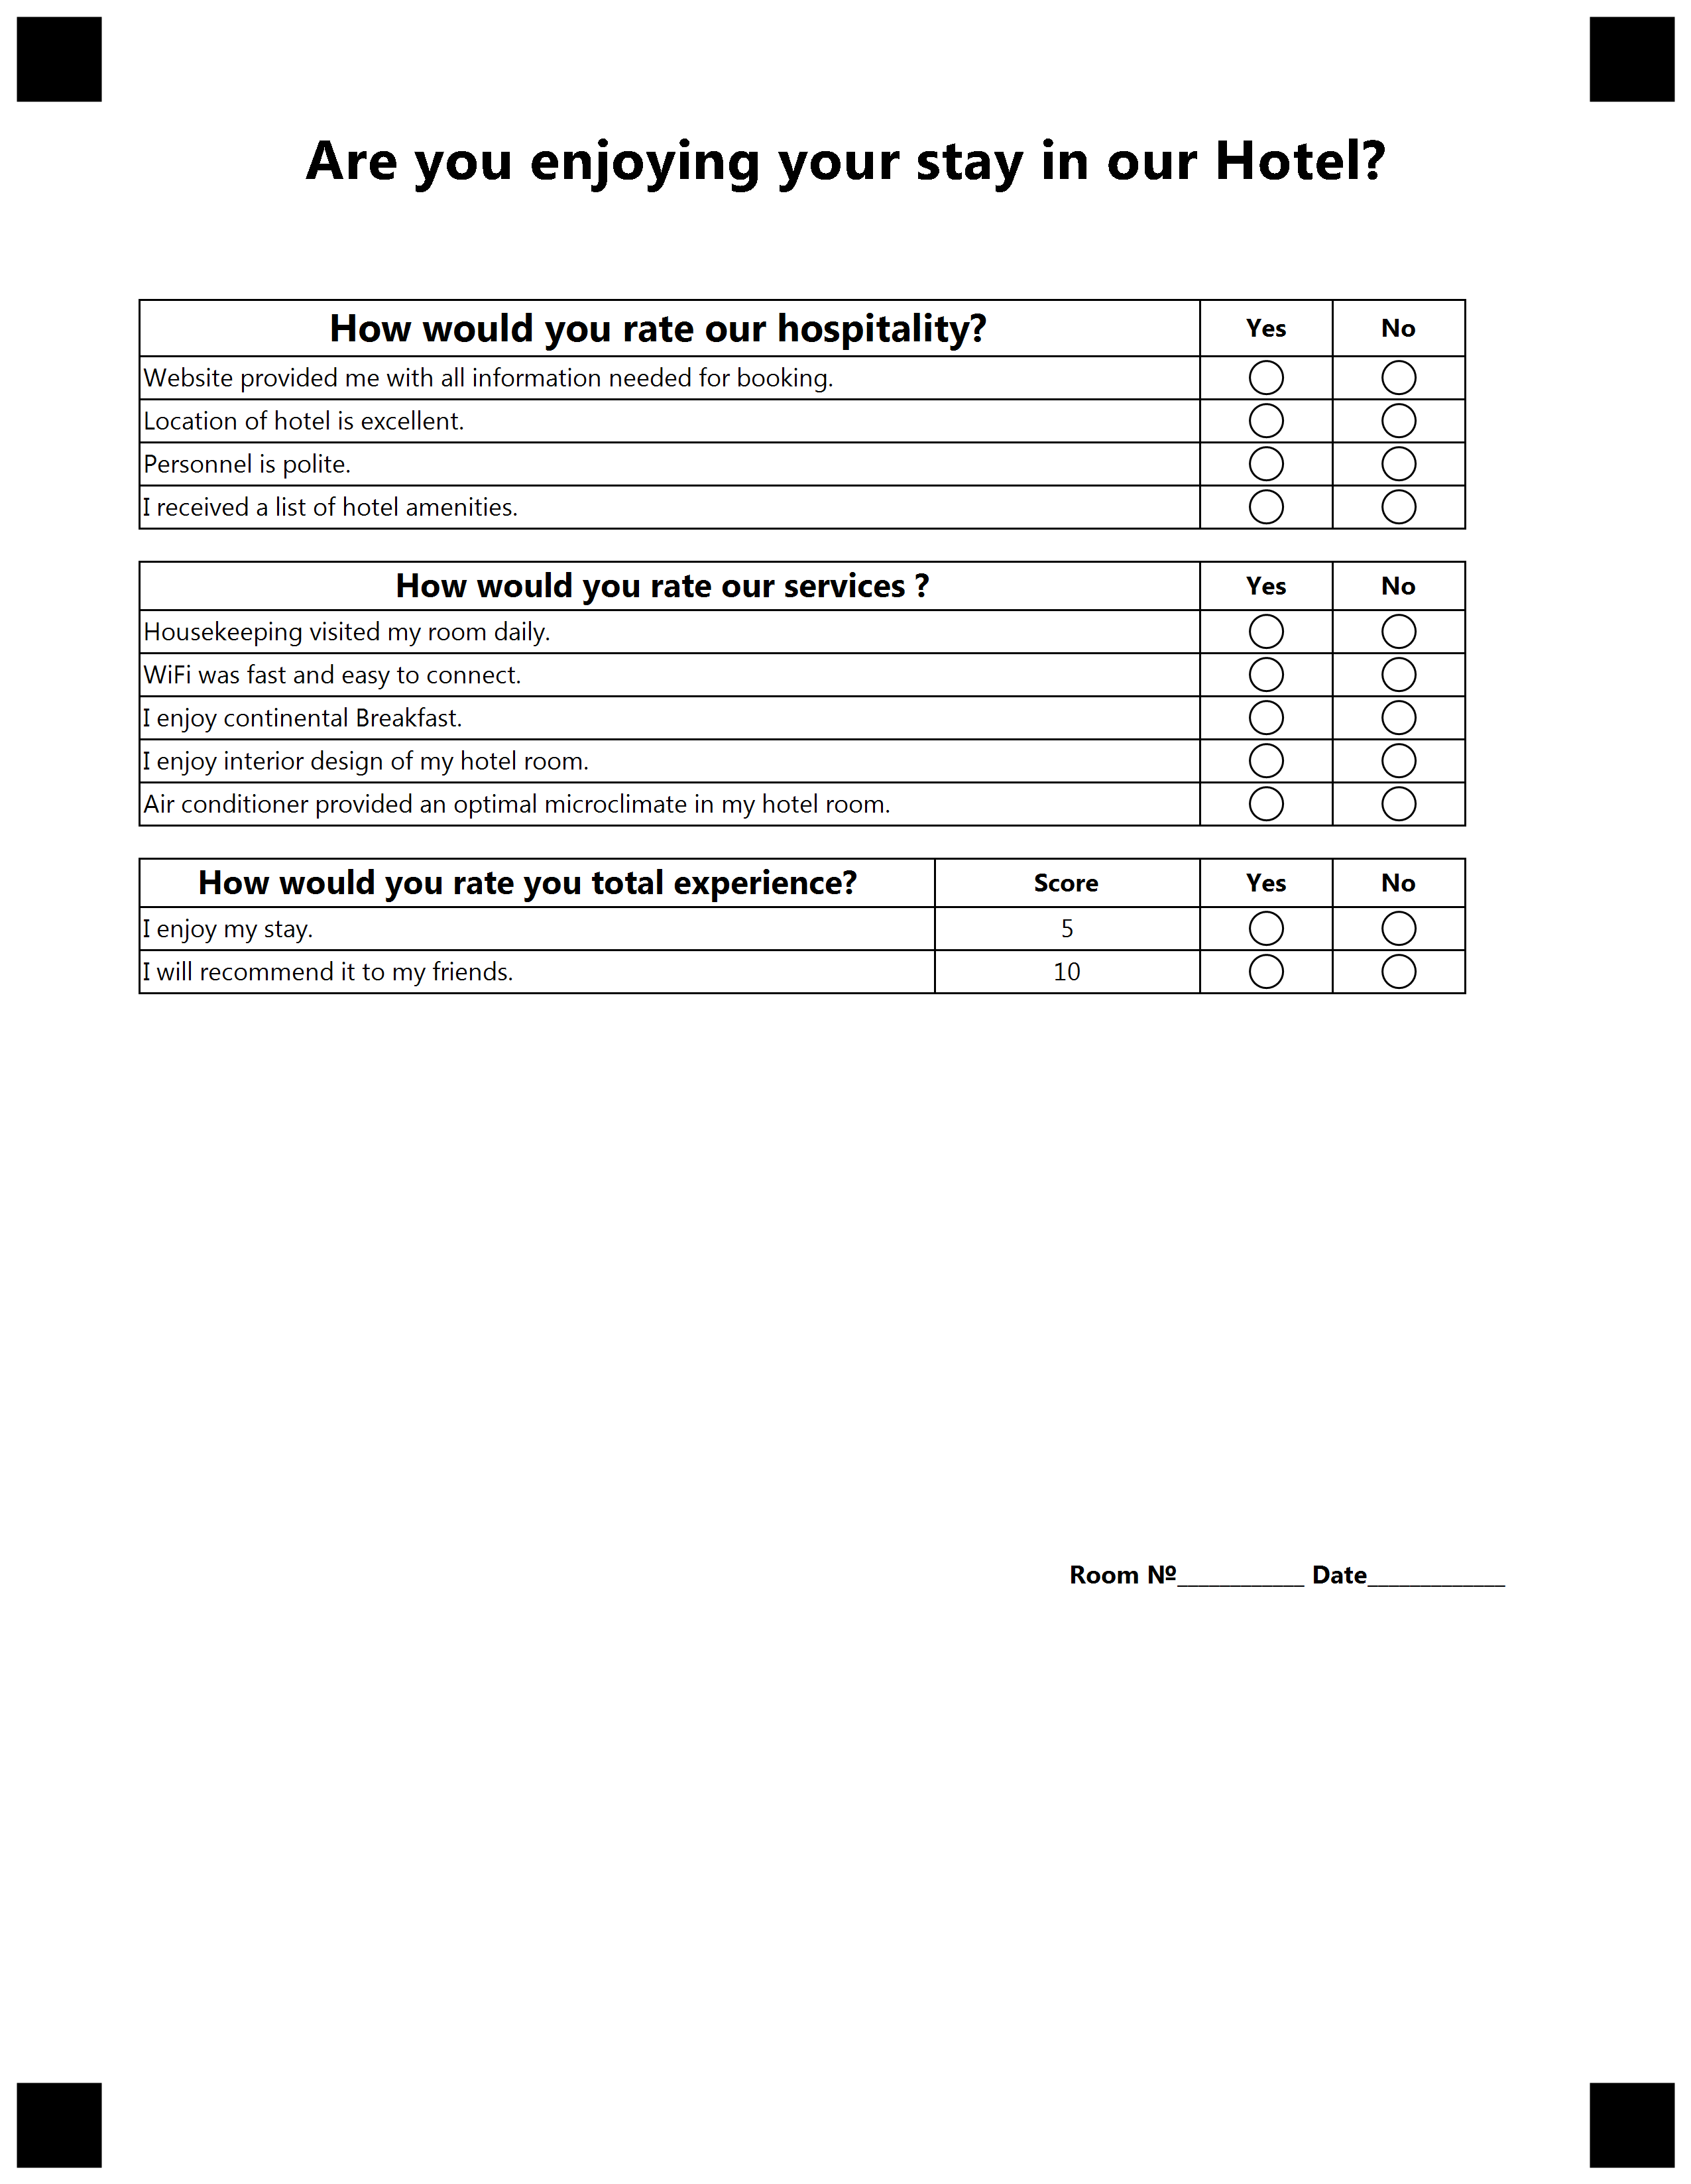 Are you enjoying your stay in our Hotel?
How would you rate our hospitality? Yes No
Website provided me with all information needed for booking.
Location of hotel is excellent.
Personnel is polite.
I received a list of hotel amenities.
How would you rate our services ? Yes No
Housekeeping visited my room daily.
WiFi was fast and easy to connect.
I enjoy continental Breakfast.
I enjoy interior design of my hotel room.
Air conditioner provided an optimal microclimate in my hotel room.
How would you rate you total experience? Score Yes No
I enjoy my stay. 5
I will recommend it to my friends. 10
Room Nº____________ Date_____________